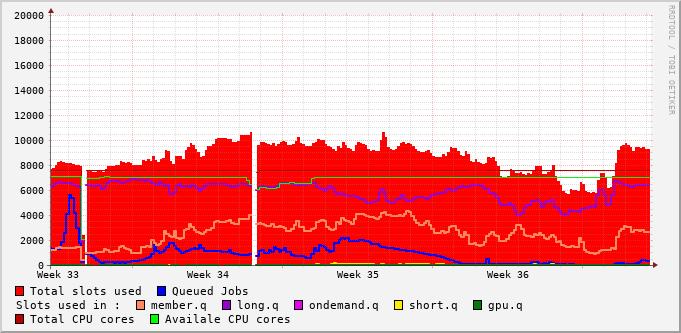 20000
18000
16000
14000
12000
10000
8000
6000
4000
2000
0
Week 33 Week 34 Week 35 Week 36
RRDTOOL / TOBI OETIKER
Total slots used Queued Jobs
Slots used in : member.q long.q ondemand.q short.q gpu.q
Total CPU cores Availale CPU cores